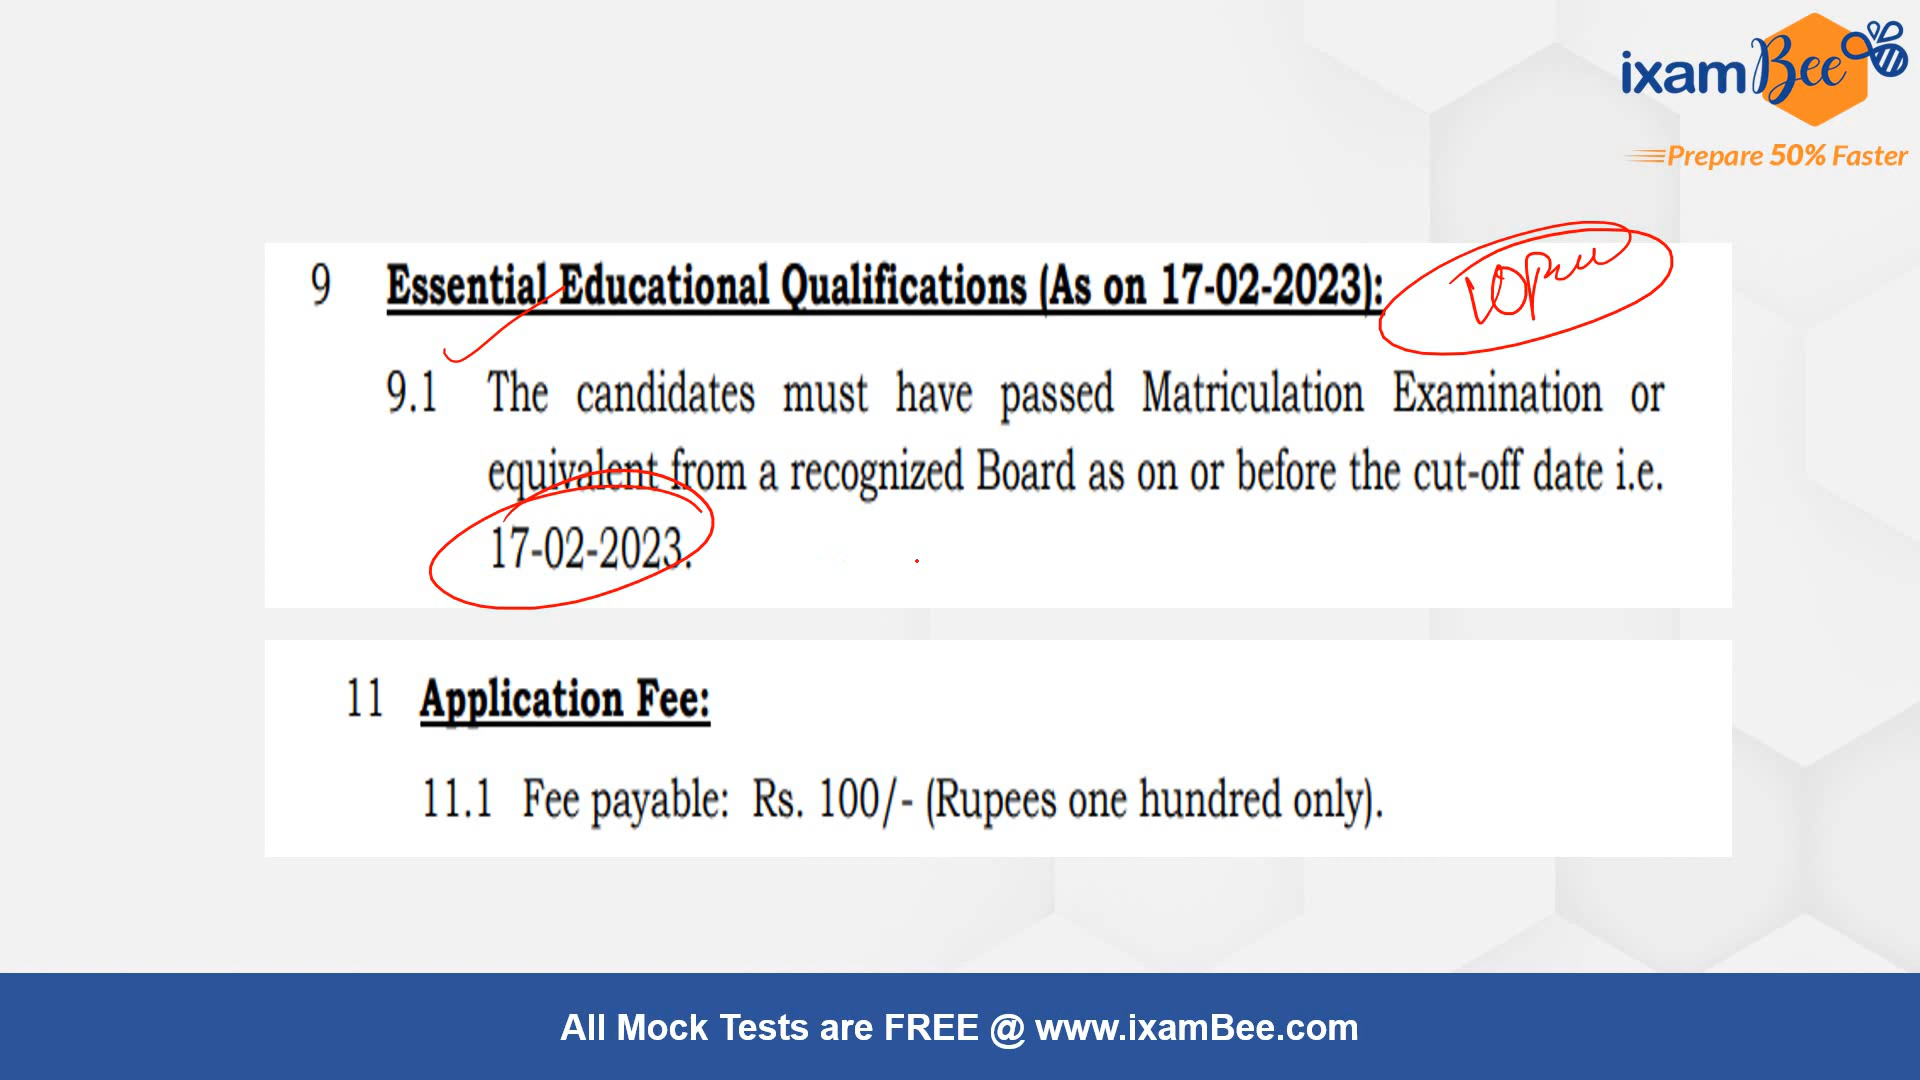 ixamBee
Prepare 50% Faster
9 Essential Educational Qualifications (As on 17-02-2023):
9.1 The candidates must have passed Matriculation Examination or
equivalent from a recognized Board as on or before the cut-off date i.e.
17-02-2023.
11 Application Fee:
11.1 Fee payable: Rs. 100/- (Rupees one hundred only).
All Mock Tests are FREE @ www.ixamBee.com